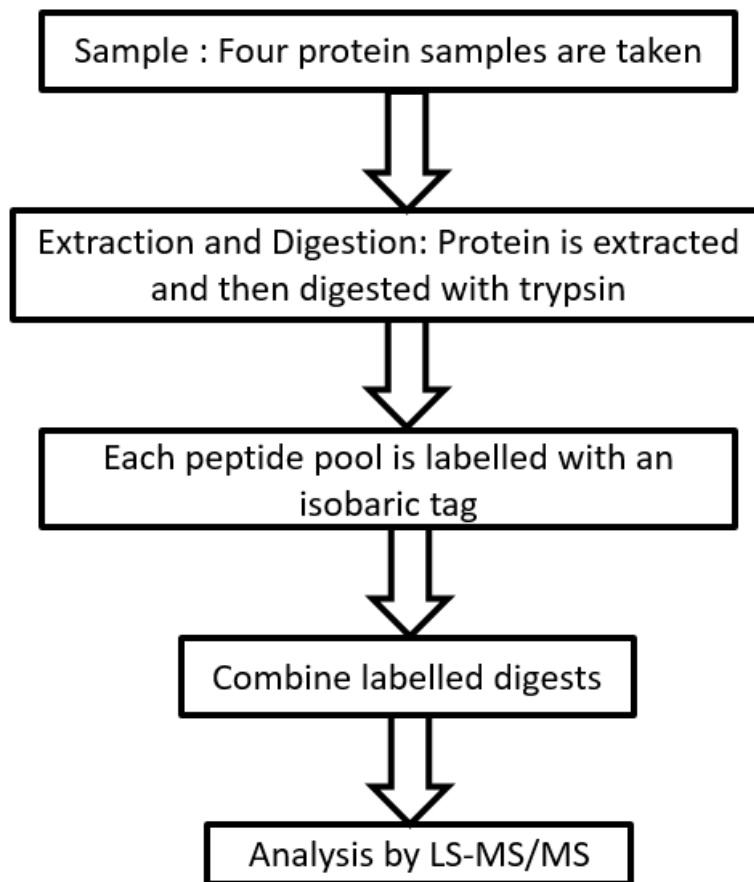 Sample : Four protein samples are taken
Extraction and Digestion: Protein is extracted
and then digested with trypsin
Each peptide pool is labelled with an
isobaric tag
Combine labelled digests
Analysis by LS-MS/MS